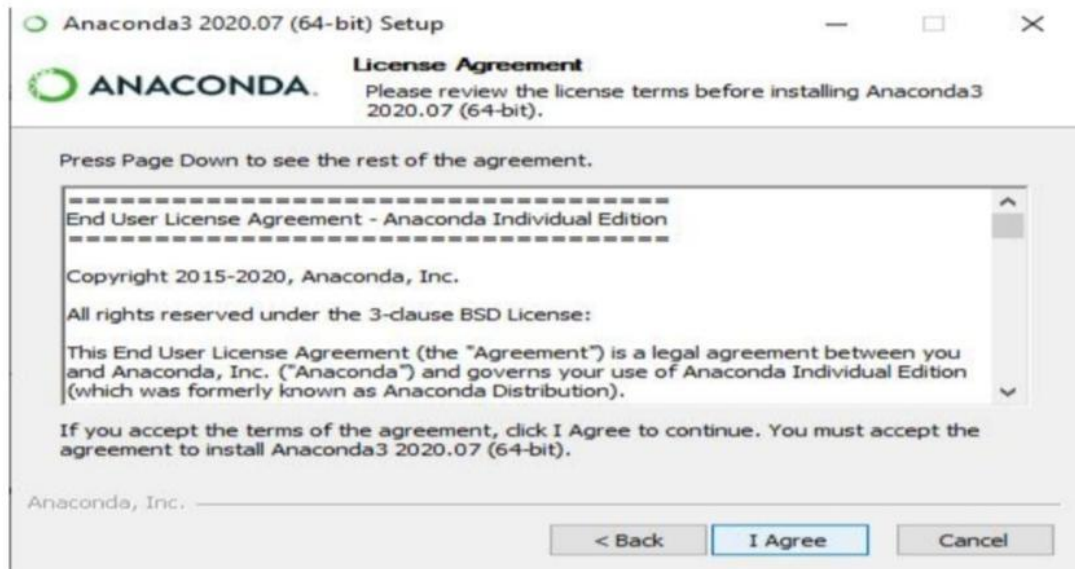 Anaconda3 2020.07 (64-bit) Setup
ANACONDA.
License Agreement
Please review the license terms before installing Anaconda3
2020.07 (64-bit).
Press Page Down to see the rest of the agreement.
===================================
End User License Agreement - Anaconda Individual Edition
===================================
Copyright 2015-2020, Anaconda, Inc.
All rights reserved under the 3-clause BSD License:
This End User License Agreement (the "Agreement") is a legal agreement between you
and Anaconda, Inc. ("Anaconda") and governs your use of Anaconda Individual Edition
(which was formerly known as Anaconda Distribution).
If you accept the terms of the agreement, click I Agree to continue. You must accept the
agreement to install Anaconda3 2020.07 (64-bit).
Anaconda, Inc.
< Back
I Agree
Cancel